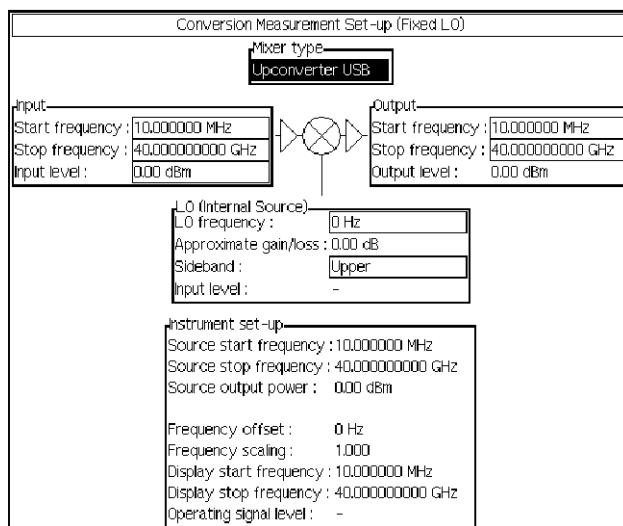 Conversion Measurement Set-up (Fixed LO)
Mixer type
Upconverter USB
Input
Start frequency : 10.000000 MHz
Stop frequency : 40.000000000 GHz
Input level : 0.00 dBm
Output
Start frequency : 10.000000 MHz
Stop frequency : 40.000000000 GHz
Output level : 0.00 dBm
LO (Internal Source)
LO frequency : 0 Hz
Approximate gain/loss : 0.00 dB
Sideband : Upper
Input level : -
Instrument set-up
Source start frequency : 10.000000 MHz
Source stop frequency : 40.000000000 GHz
Source output power : 0.00 dBm
Frequency offset : 0 Hz
Frequency scaling : 1.000
Display start frequency : 10.000000 MHz
Display stop frequency : 40.000000000 GHz
Operating signal level : -